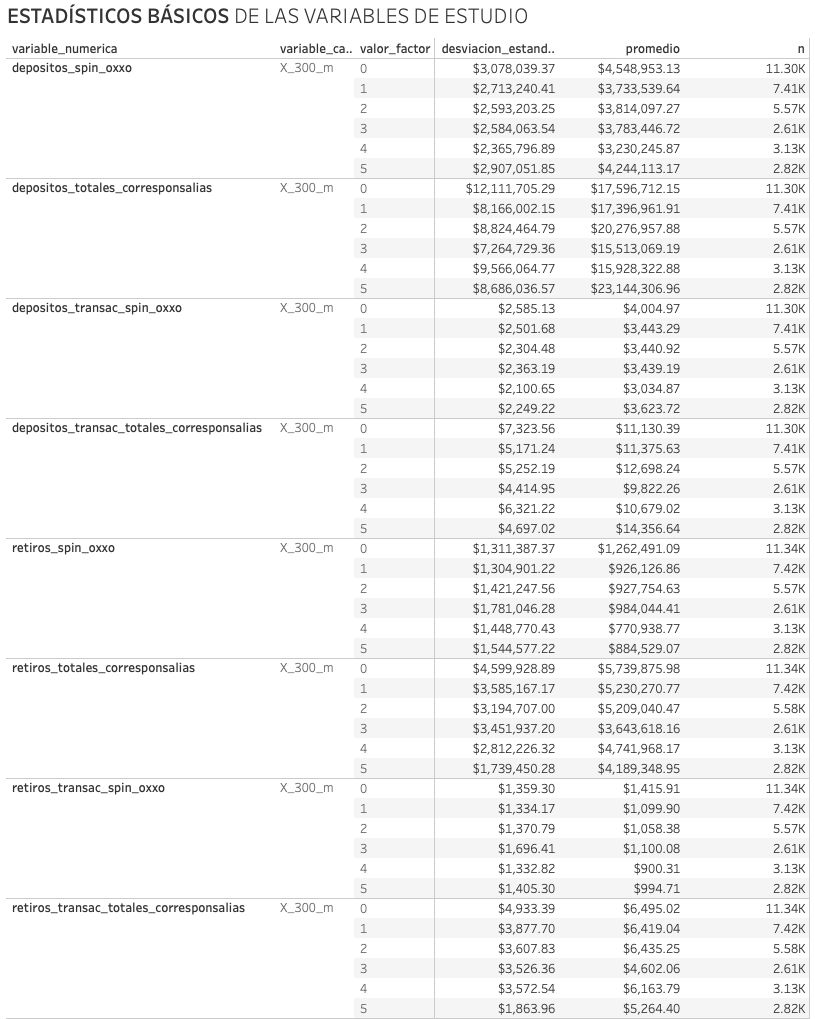 ESTADÍSTICOS BÁSICOS DE LAS VARIABLES DE ESTUDIO
variable_numerica variable_ca.. valor_factor desviacion_estand.. promedio n
depositos_spin_oxxo X_300_m 0 $3,078,039.37 $4,548,953.13 11.30K
1 $2,713,240.41 $3,733,539.64 7.41K
2 $2,593,203.25 $3,814,097.27 5.57K
3 $2,584,063.54 $3,783,446.72 2.61K
4 $2,365,796.89 $3,230,245.87 3.13K
5 $2,907,051.85 $4,244,113.17 2.82K
depositos_totales_corresponsalias X_300_m 0 $12,111,705.29 $17,596,712.15 11.30K
1 $8,166,002.15 $17,396,961.91 7.41K
2 $8,824,464.79 $20,276,957.88 5.57K
3 $7,264,729.36 $15,513,069.19 2.61K
4 $9,566,064.77 $15,928,322.88 3.13K
5 $8,686,036.57 $23,144,306.96 2.82K
depositos_transac_spin_oxxo X_300_m 0 $2,585.13 $4,004.97 11.30K
1 $2,501.68 $3,443.29 7.41K
2 $2,304.48 $3,440.92 5.57K
3 $2,363.19 $3,439.19 2.61K
4 $2,100.65 $3,034.87 3.13K
5 $2,249.22 $3,623.72 2.82K
depositos_transac_totales_corresponsalias X_300_m 0 $7,323.56 $11,130.39 11.30K
1 $5,171.24 $11,375.63 7.41K
2 $5,252.19 $12,698.24 5.57K
3 $4,414.95 $9,822.26 2.61K
4 $6,321.22 $10,679.02 3.13K
5 $4,697.02 $14,356.64 2.82K
retiros_spin_oxxo X_300_m 0 $1,311,387.37 $1,262,491.09 11.34K
1 $1,304,901.22 $926,126.86 7.42K
2 $1,421,247.56 $927,754.63 5.57K
3 $1,781,046.28 $984,044.41 2.61K
4 $1,448,770.43 $770,938.77 3.13K
5 $1,544,577.22 $884,529.07 2.82K
retiros_totales_corresponsalias X_300_m 0 $4,599,928.89 $5,739,875.98 11.34K
1 $3,585,167.17 $5,230,270.77 7.42K
2 $3,194,707.00 $5,209,040.47 5.58K
3 $3,451,937.20 $3,643,618.16 2.61K
4 $2,812,226.32 $4,741,968.17 3.13K
5 $1,739,450.28 $4,189,348.95 2.82K
retiros_transac_spin_oxxo X_300_m 0 $1,359.30 $1,415.91 11.34K
1 $1,334.17 $1,099.90 7.42K
2 $1,370.79 $1,058.38 5.57K
3 $1,696.41 $1,100.08 2.61K
4 $1,332.82 $900.31 3.13K
5 $1,405.30 $994.71 2.82K
retiros_transac_totales_corresponsalias X_300_m 0 $4,933.39 $6,495.02 11.34K
1 $3,877.70 $6,419.04 7.42K
2 $3,607.83 $6,435.25 5.58K
3 $3,526.36 $4,602.06 2.61K
4 $3,572.54 $6,163.79 3.13K
5 $1,863.96 $5,264.40 2.82K